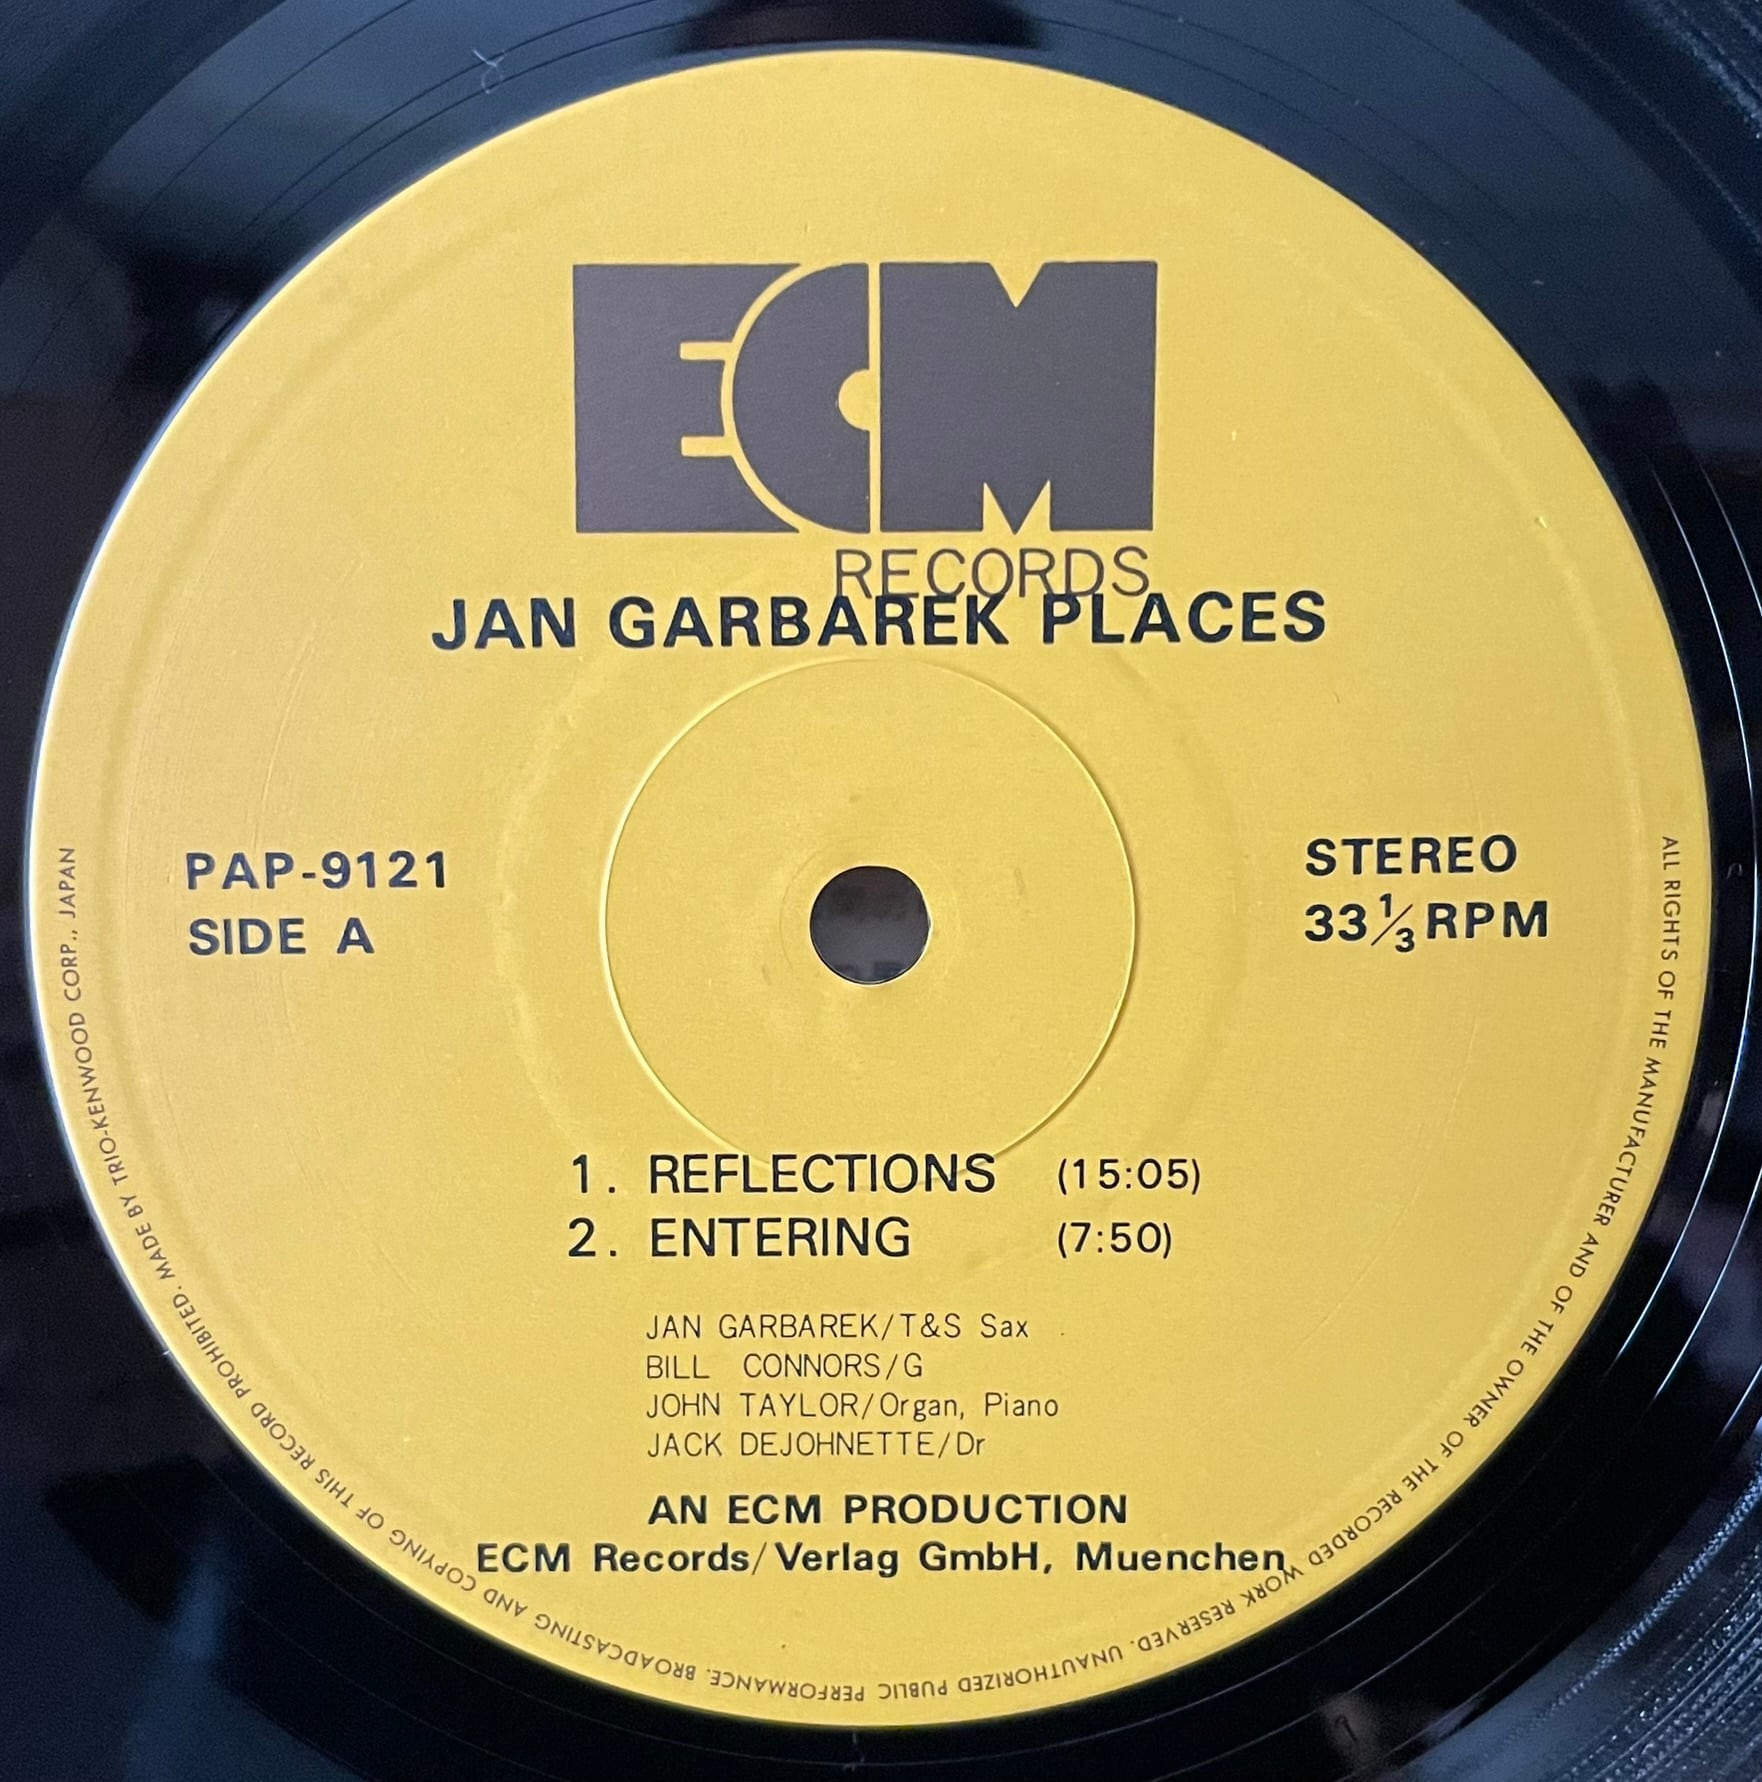 ECM
RECORDS
JAN GARBAREK PLACES
PAP-9121
SIDE A
STEREO
33 1/3 RPM
1. REFLECTIONS (15:05)
2. ENTERING (7:50)
JAN GARBAREK/T&S Sax
BILL CONNORS/G
JOHN TAYLOR/Organ, Piano
JACK DEJOHNETTE/Dr
AN ECM PRODUCTION
ECM Records/Verlag GmbH, Muenchen
ALL RIGHTS OF THE MANUFACTURER AND OF THE OWNER OF THE RECORDED WORK RESERVED. UNAUTHORIZED PUBLIC PERFORMANCE. BROADCASTING AND COPYING OF THIS RECORD PROHIBITED. MADE BY TRIO-KENWOOD CORP., JAPAN